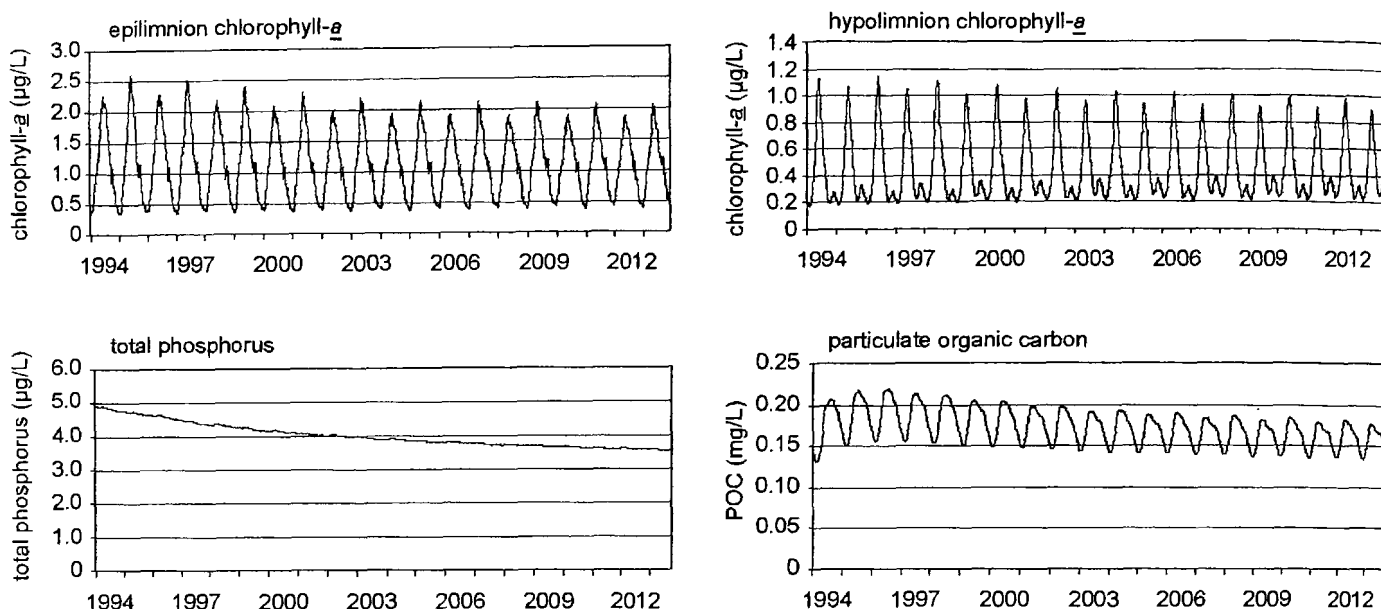 epilimnion chlorophyll-a
chlorophyll-a (µg/L)
3.0
2.5
2.0
1.5
1.0
0.5
0
1994 1997 2000 2003 2006 2009 2012
hypolimnion chlorophyll-a
chlorophyll-a (µg/L)
1.4
1.2
1.0
0.8
0.6
0.4
0.2
0
1994 1997 2000 2003 2006 2009 2012
total phosphorus
total phosphorus (µg/L)
6.0
5.0
4.0
3.0
2.0
1.0
0
1994 1997 2000 2003 2006 2009 2012
particulate organic carbon
POC (mg/L)
0.25
0.20
0.15
0.10
0.05
0
1994 1997 2000 2003 2006 2009 2012